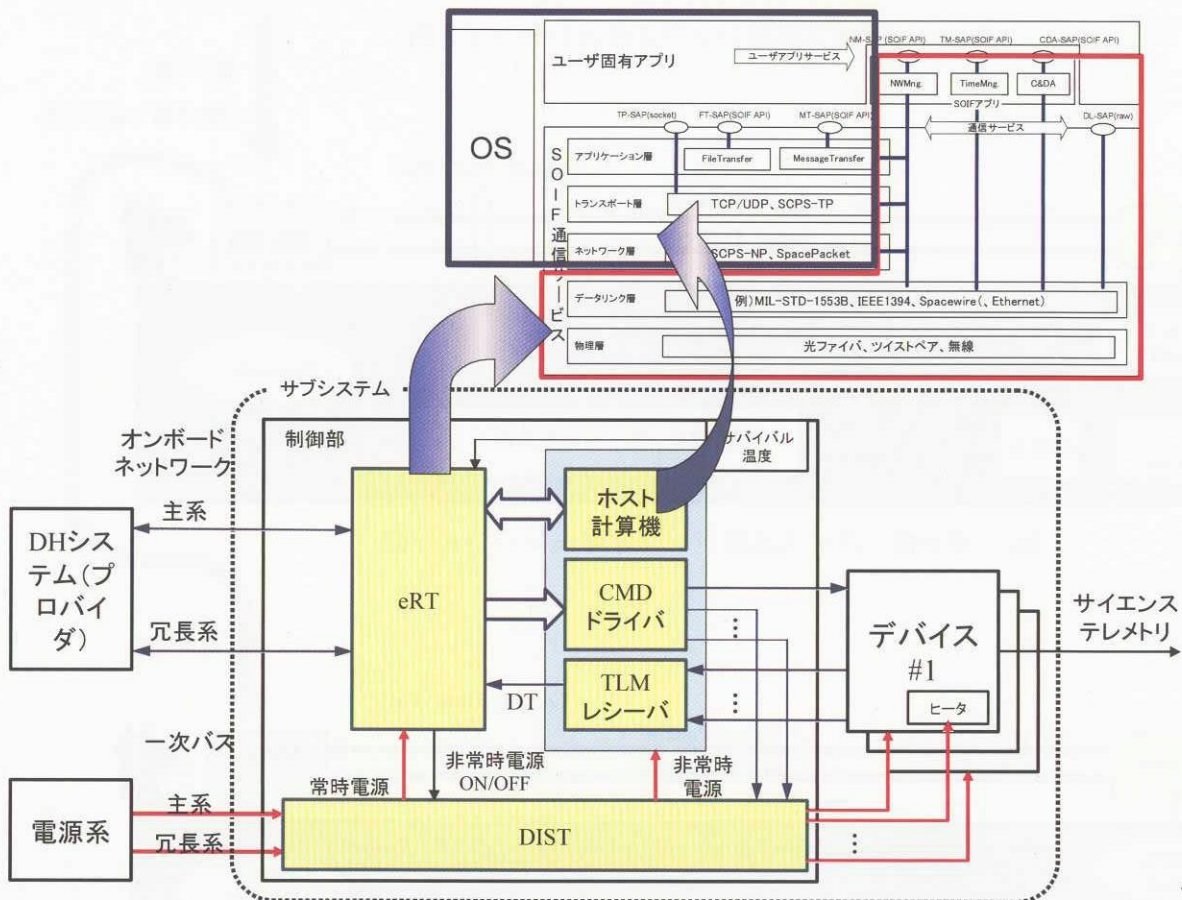 NM-SAP (SOIF API)
TM-SAP(SOIF API)
CDA-SAP(SOIF API)
ユーザ固有アプリ
ユーザアプリサービス
NWMng.
TimeMng.
C&DA
SOIFアプリ
OS
TP-SAP(socket)
FT-SAP(SOIF API)
MT-SAP(SOIF API)
通信サービス
DL-SAP(raw)
SOIF通信サービス
アプリケーション層
FileTransfer
MessageTransfer
トランスポート層
TCP/UDP、SCPS-TP
ネットワーク層
SCPS-NP、SpacePacket
データリンク層
例)MIL-STD-1553B、IEEE1394、Spacewire(、Ethernet)
物理層
光ファイバ、ツイストペア、無線
サブシステム
オンボード
ネットワーク
制御部
サバイバル
温度
主系
DHシス
テム(プ
ロバイ
ダ)
冗長系
eRT
ホスト
計算機
CMD
ドライバ
TLM
レシーバ
DT
デバイス
#1
ヒータ
サイエンス
テレメトリ
一次バス
常時電源
非常時電源
ON/OFF
非常時
電源
主系
電源系
冗長系
DIST